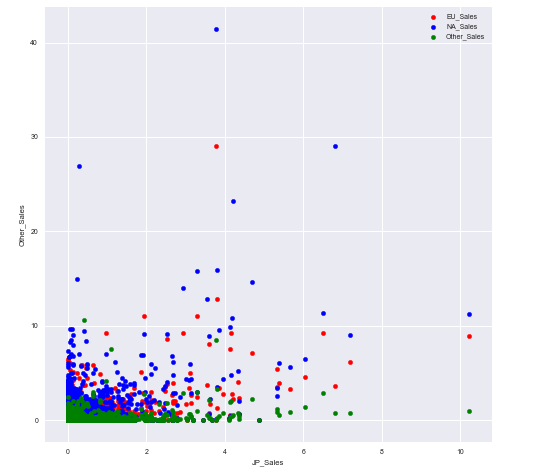 EU_Sales
NA_Sales
Other_Sales
40
30
20
10
0
Other_Sales
0 2 4 6 8 10
JP_Sales